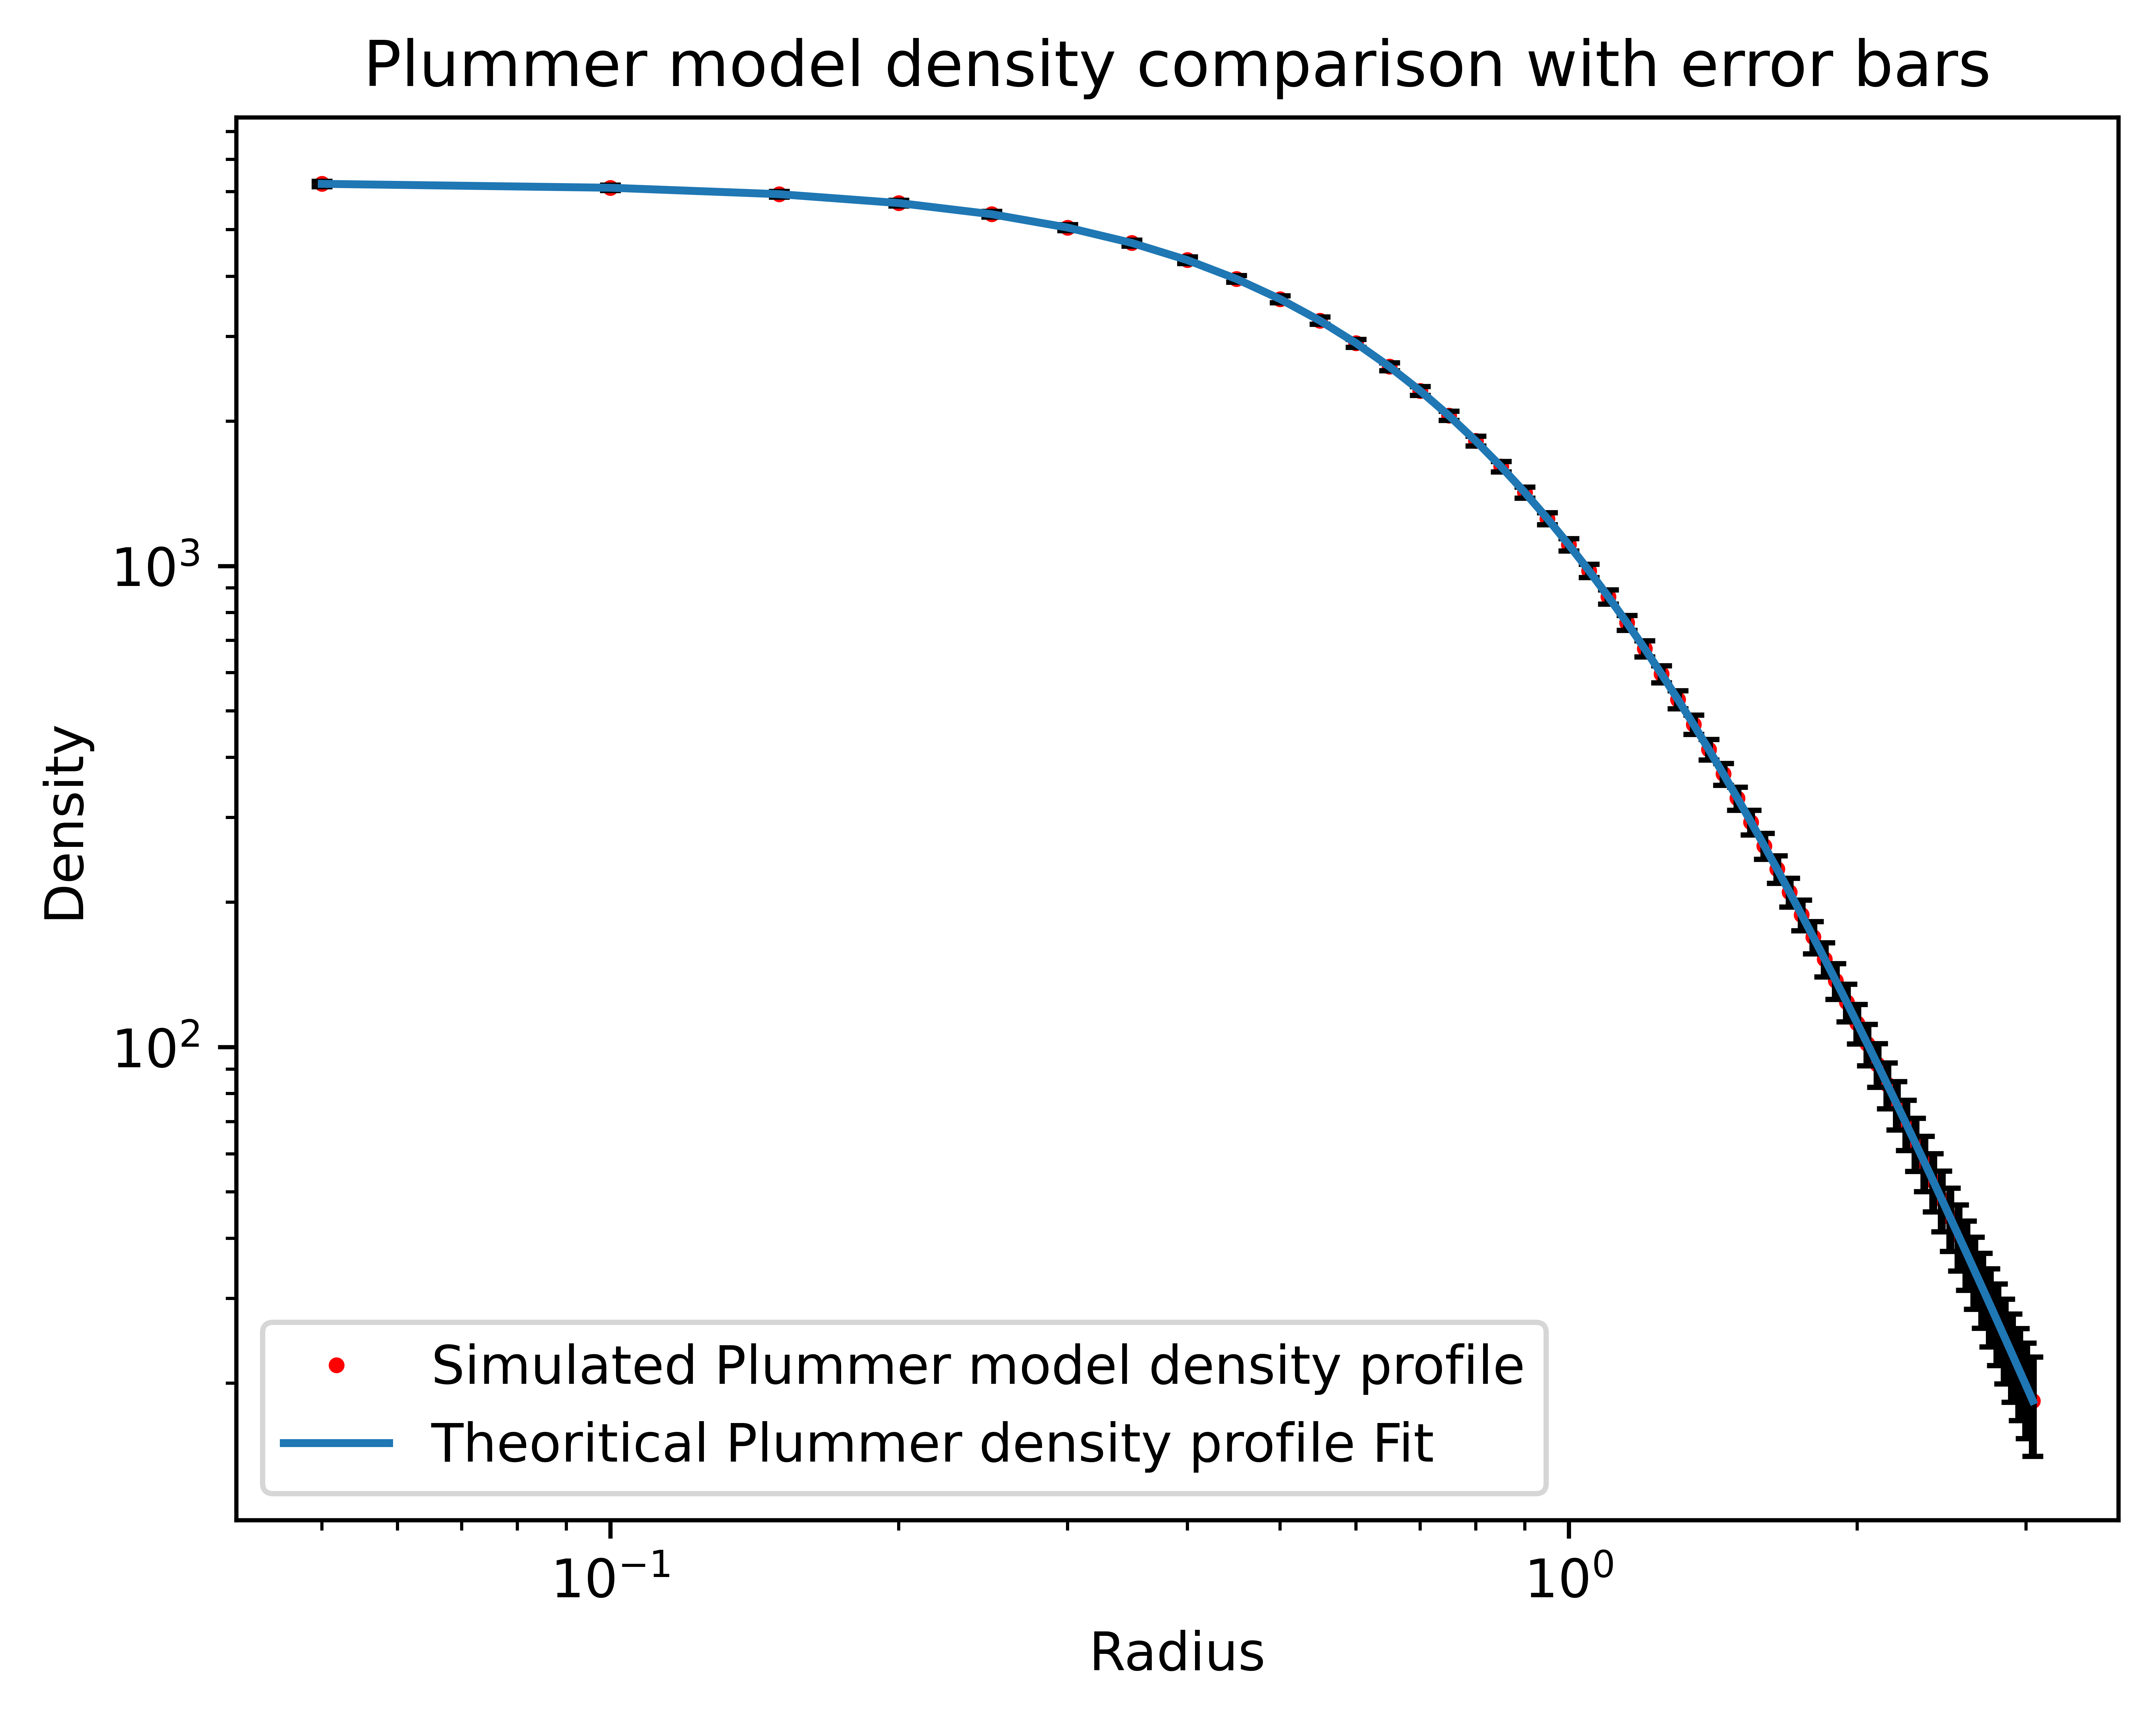 Plummer model density comparison with error bars
10³
10²
Density
Simulated Plummer model density profile
Theoritical Plummer density profile Fit
10⁻¹
10⁰
Radius